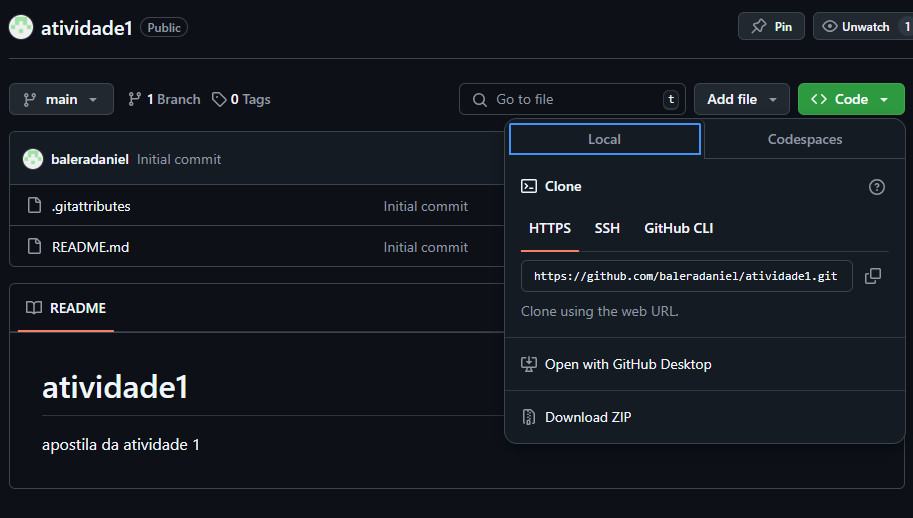 atividade1 Public Pin Unwatch 1
main 1 Branch 0 Tags Go to file t Add file <> Code
Local Codespaces
baleradaniel Initial commit
Clone
.gitattributes Initial commit
HTTPS SSH GitHub CLI
README.md Initial commit
https://github.com/baleradaniel/atividade1.git
Clone using the web URL.
README
Open with GitHub Desktop
Download ZIP
atividade1
apostila da atividade 1